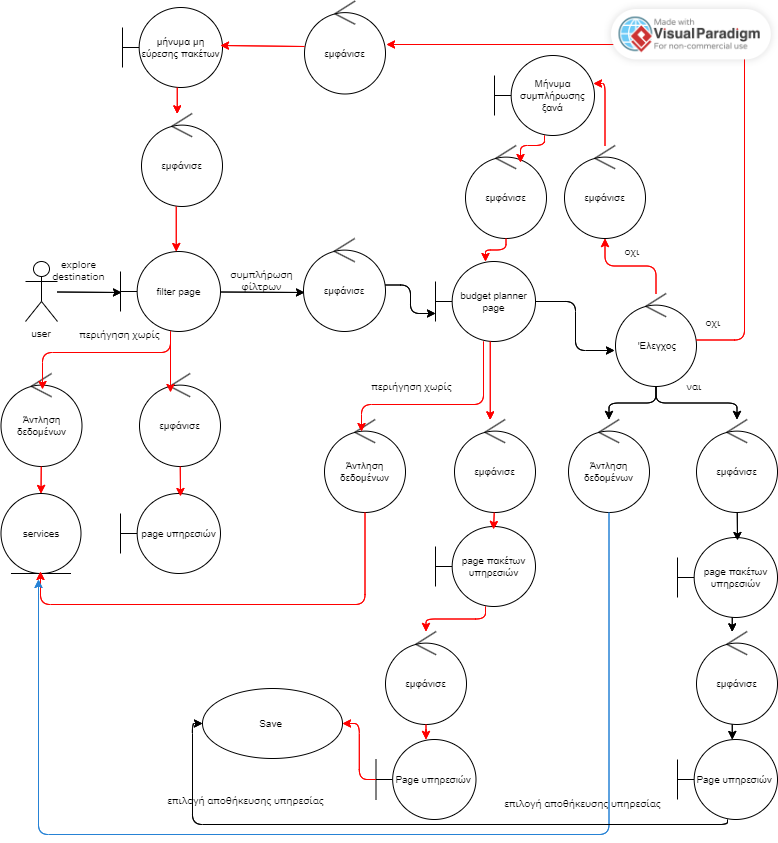 Made with
VisualParadigm
For non-commercial use
μήνυμα μη
εύρεσης πακέτων
εμφάνισε
Μήνυμα
συμπλήρωσης
ξανά
εμφάνισε
εμφάνισε
εμφάνισε
explore
destination
user
filter page
συμπλήρωση
φίλτρων
εμφάνισε
budget planner
page
οχι
οχι
Έλεγχος
περιήγηση χωρίς
περιήγηση χωρίς
ναι
Άντληση
δεδομένων
εμφάνισε
Άντληση
δεδομένων
εμφάνισε
Άντληση
δεδομένων
εμφάνισε
services
page υπηρεσιών
page πακέτων
υπηρεσιών
page πακέτων
υπηρεσιών
εμφάνισε
εμφάνισε
Save
Page υπηρεσιών
Page υπηρεσιών
επιλογή αποθήκευσης υπηρεσίας
επιλογή αποθήκευσης υπηρεσίας